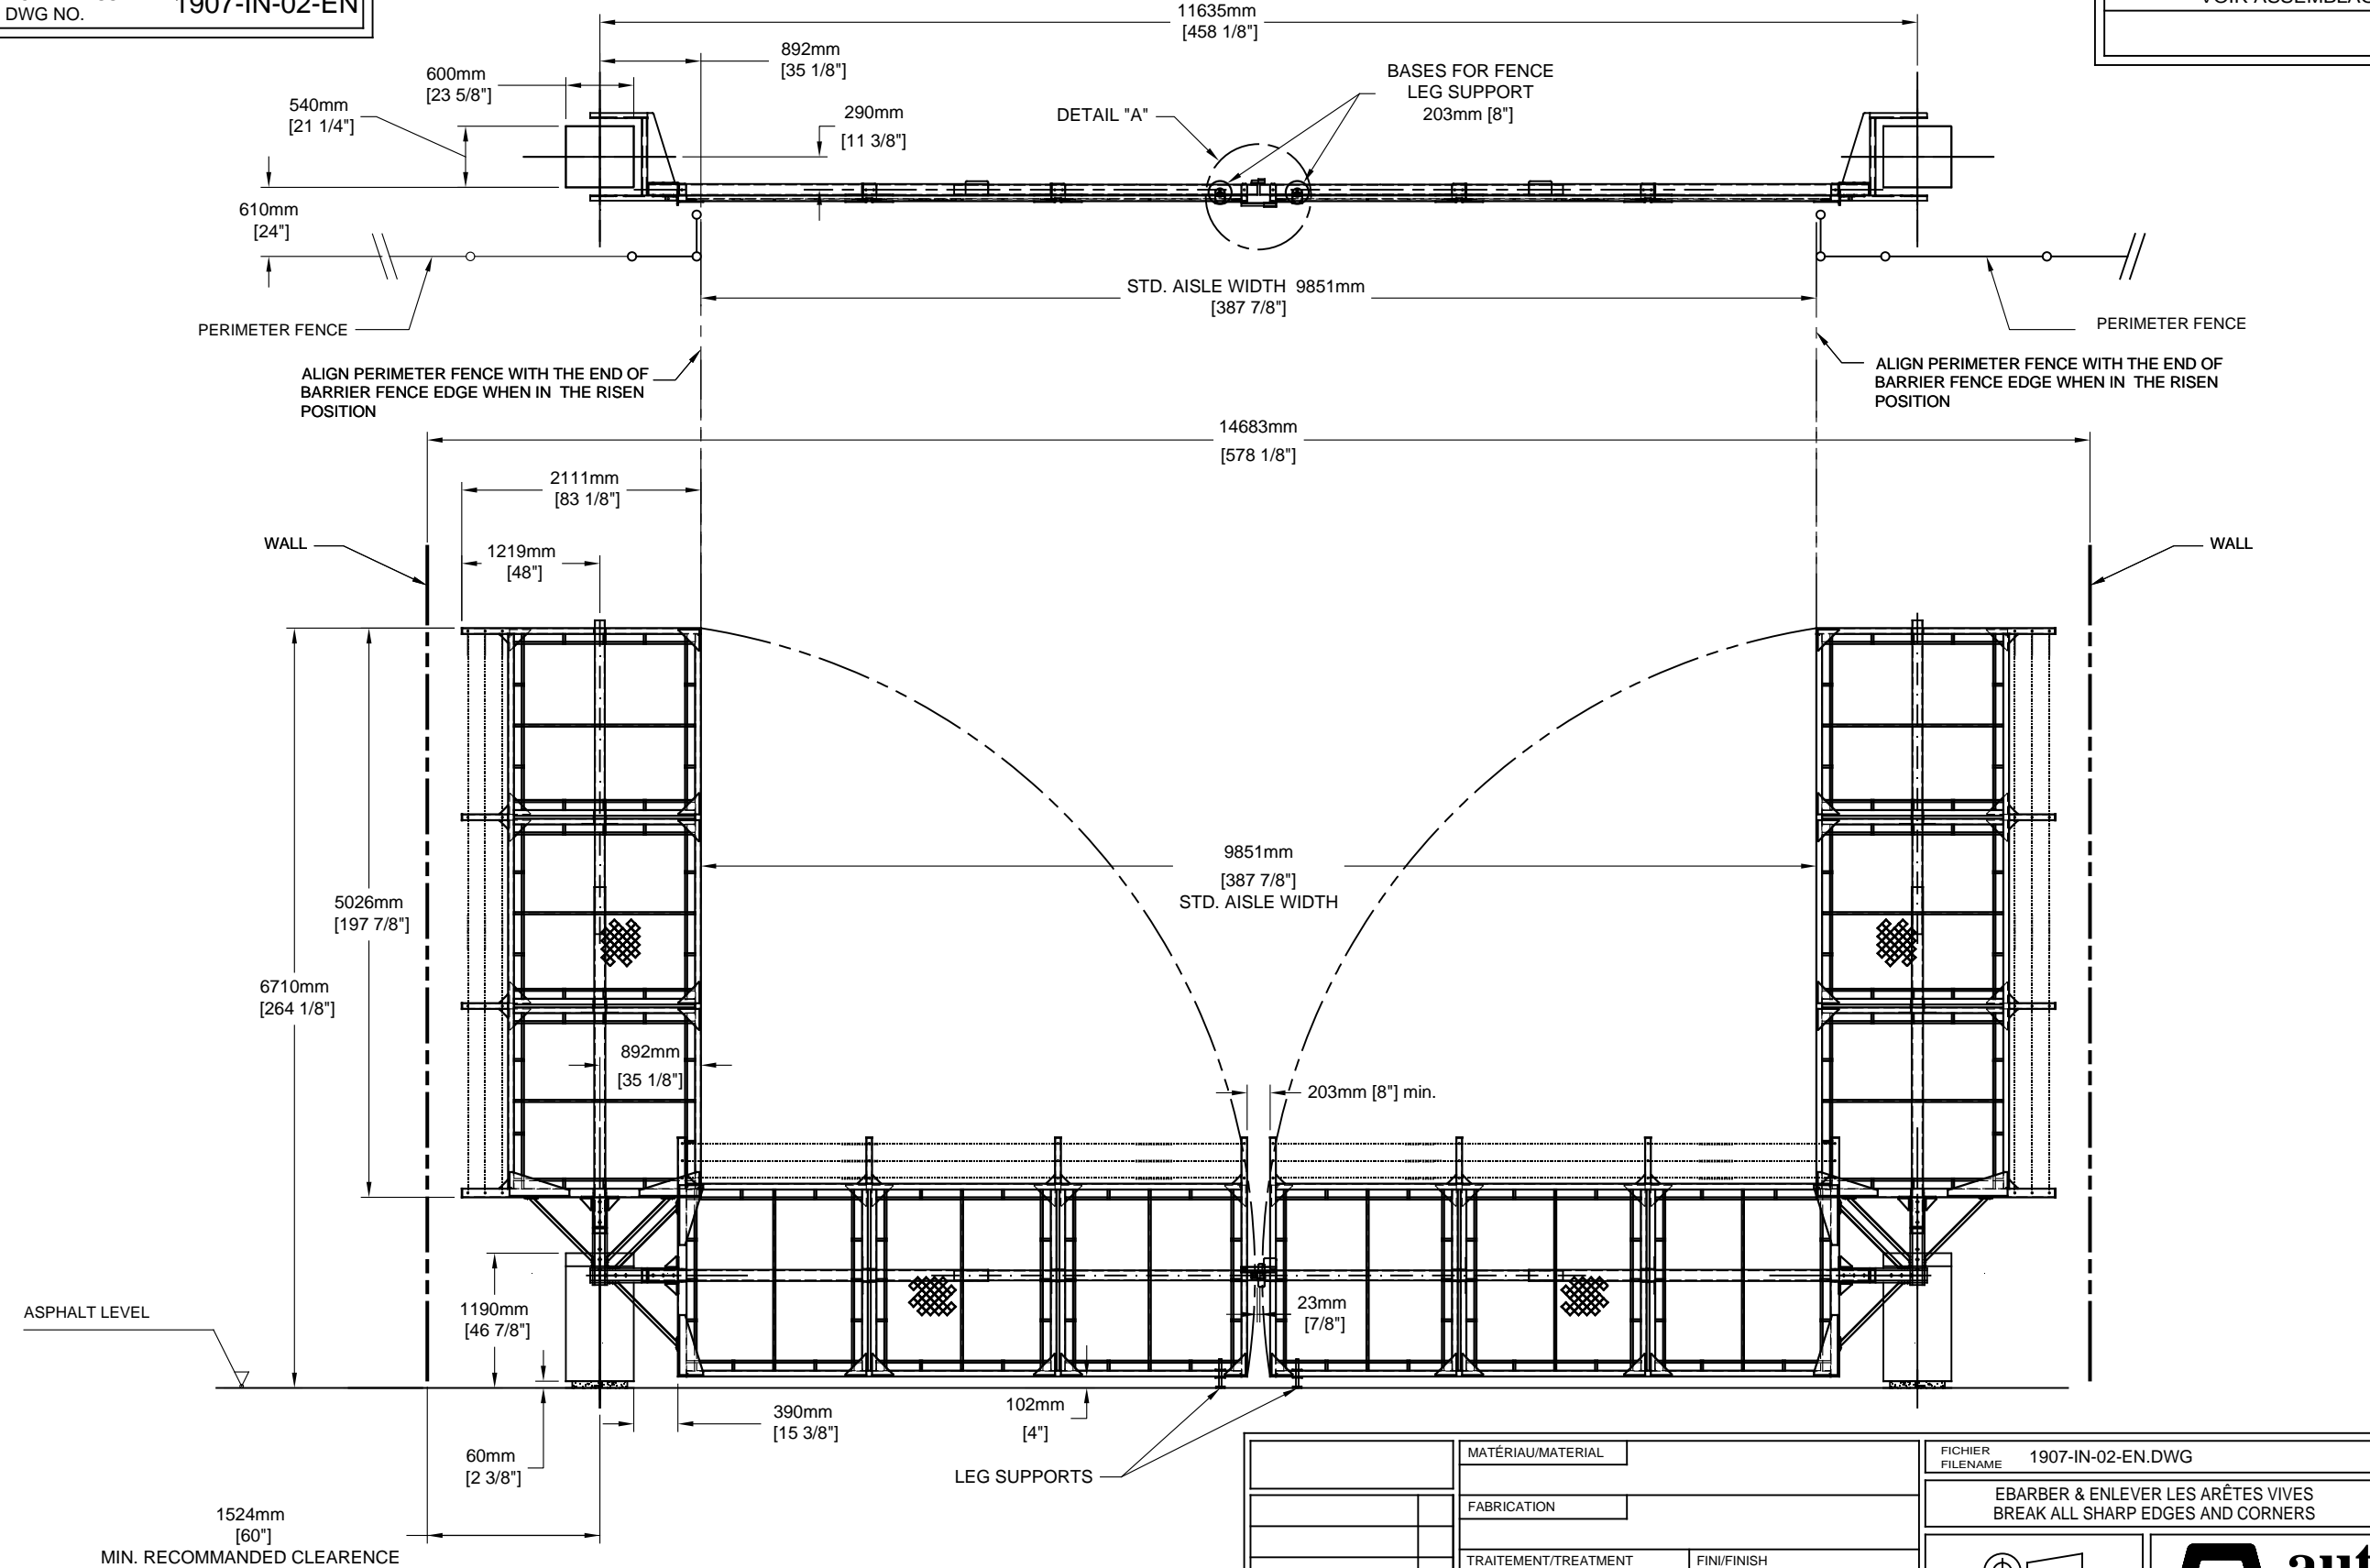 DWG NO.
1907-IN-02-EN
11635mm
[458 1/8"]
892mm
[35 1/8"]
600mm
[23 5/8"]
540mm
[21 1/4"]
290mm
[11 3/8"]
DETAIL "A"
BASES FOR FENCE
LEG SUPPORT
203mm [8"]
610mm
[24"]
STD. AISLE WIDTH 9851mm
[387 7/8"]
PERIMETER FENCE
PERIMETER FENCE
ALIGN PERIMETER FENCE WITH THE END OF
BARRIER FENCE EDGE WHEN IN THE RISEN
POSITION
ALIGN PERIMETER FENCE WITH THE END OF
BARRIER FENCE EDGE WHEN IN THE RISEN
POSITION
14683mm
[578 1/8"]
2111mm
[83 1/8"]
WALL
WALL
1219mm
[48"]
9851mm
[387 7/8"]
STD. AISLE WIDTH
5026mm
[197 7/8"]
6710mm
[264 1/8"]
892mm
[35 1/8"]
203mm [8"] min.
ASPHALT LEVEL
1190mm
[46 7/8"]
23mm
[7/8"]
390mm
[15 3/8"]
102mm
[4"]
60mm
[2 3/8"]
LEG SUPPORTS
1524mm
[60"]
MIN. RECOMMANDED CLEARENCE
MATÉRIAU/MATERIAL
FABRICATION
TRAITEMENT/TREATMENT
FINI/FINISH
FICHIER
FILENAME
1907-IN-02-EN.DWG
EBARBER & ENLEVER LES ARÊTES VIVES
BREAK ALL SHARP EDGES AND CORNERS